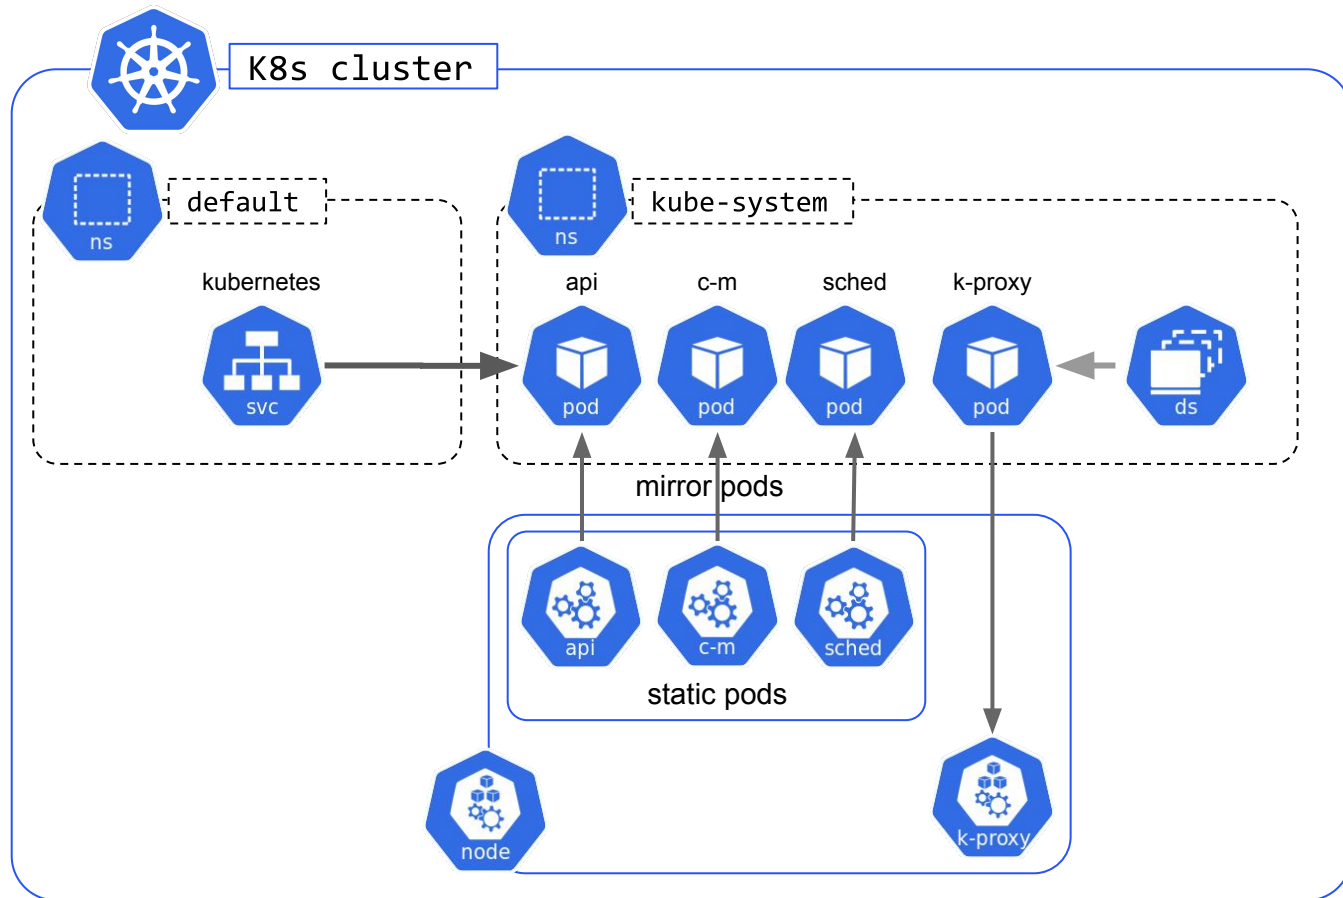 K8s cluster
default
kube-system
ns
ns
kubernetes
api
c-m
sched
k-proxy
svc
pod
pod
pod
pod
ds
mirror pods
api
c-m
sched
static pods
node
k-proxy